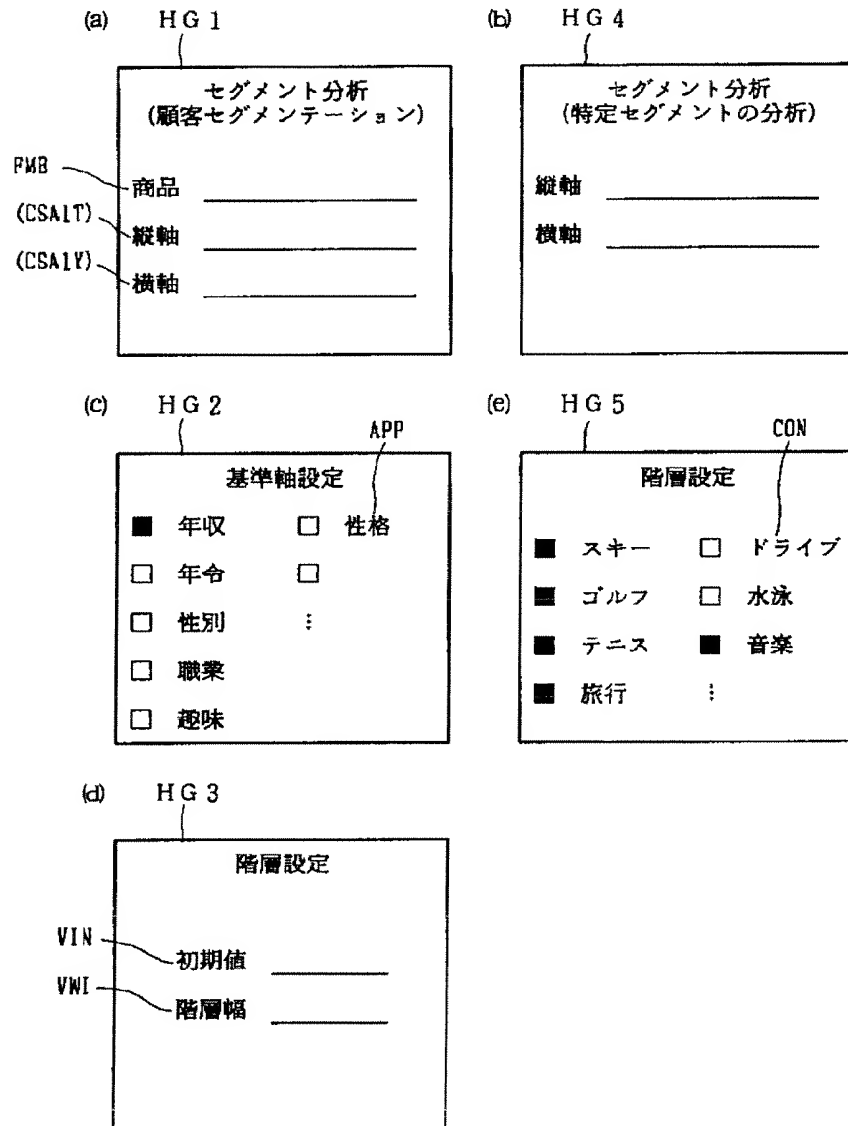 (a) HG1
セグメント分析
(顧客セグメンテーション)
FMB
商品
(CSA1T)
縦軸
(CSA1Y)
横軸
(b) HG4
セグメント分析
(特定セグメントの分析)
縦軸
横軸
(c) HG2
APP
基準軸設定
■ 年収 □ 性格
□ 年令 □
□ 性別 ⋮
□ 職業
□ 趣味
(e) HG5
CON
階層設定
■ スキー □ ドライブ
■ ゴルフ □ 水泳
■ テニス ■ 音楽
■ 旅行 ⋮
(d) HG3
階層設定
VIN
初期値
VWI
階層幅